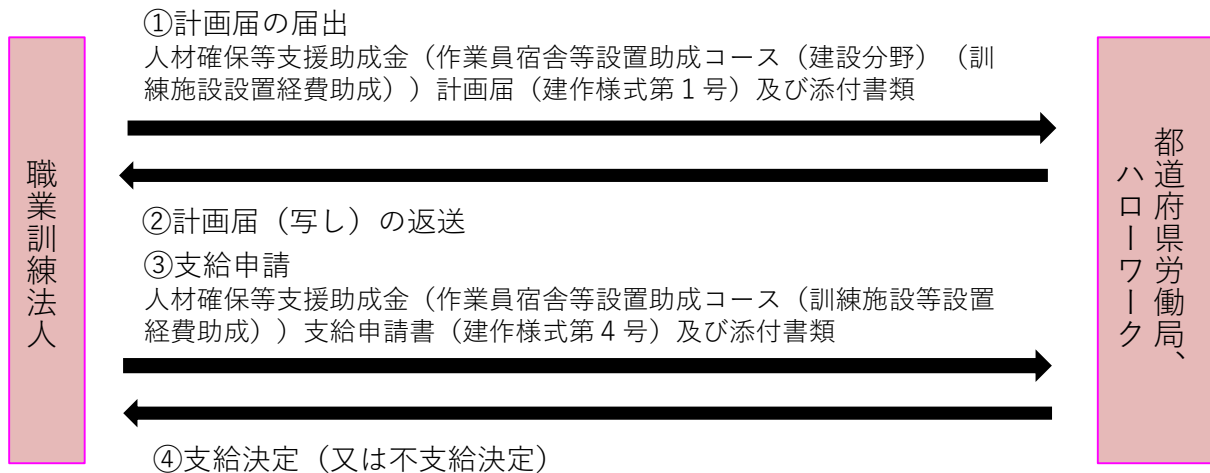 ①計画届の届出
人材確保等支援助成金（作業員宿舎等設置助成コース（建設分野）（訓
練施設設置経費助成））計画届（建作様式第１号）及び添付書類
職業訓練法人
都道府県労働局、
ハローワーク
②計画届（写し）の返送
③支給申請
人材確保等支援助成金（作業員宿舎等設置助成コース（訓練施設等設置
経費助成））支給申請書（建作様式第４号）及び添付書類
④支給決定（又は不支給決定）